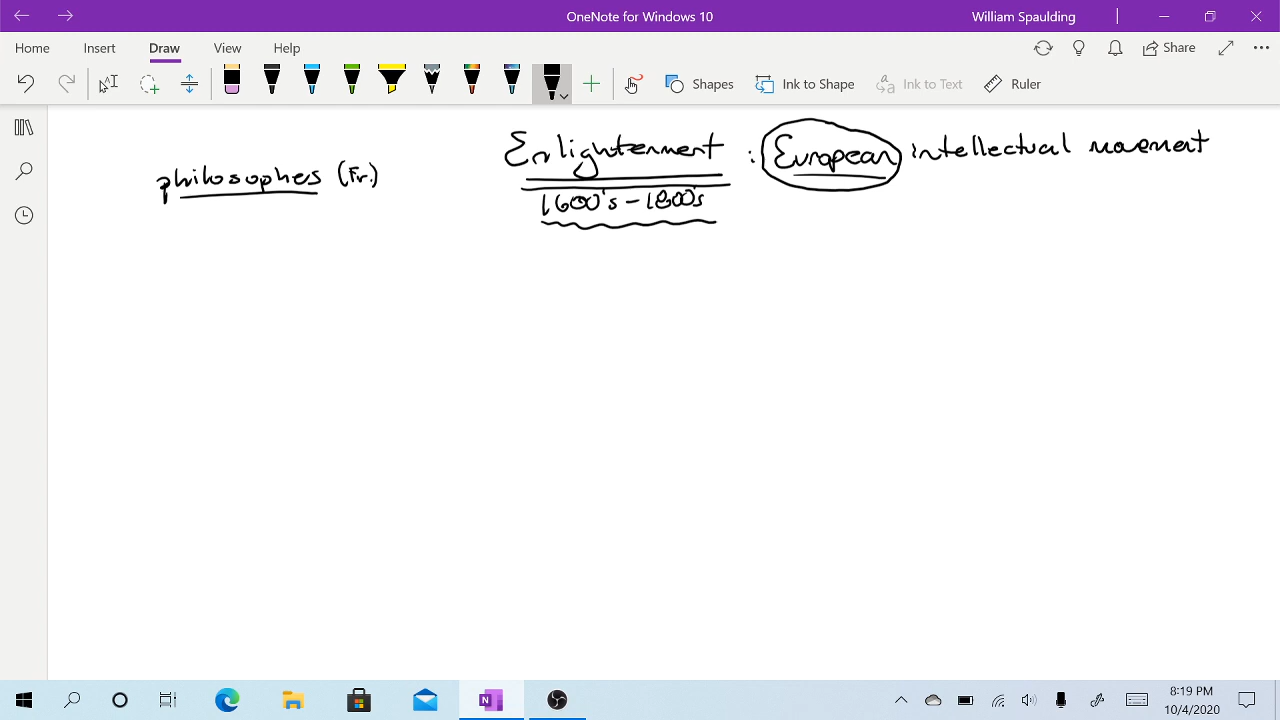 OneNote for Windows 10
William Spaulding
Home Insert Draw View Help
Share
Shapes Ink to Shape Ink to Text Ruler
Enlightenment : European intellectual movement
philosophes (Fr.)
1600's - 1800's
8:19 PM
10/4/2020